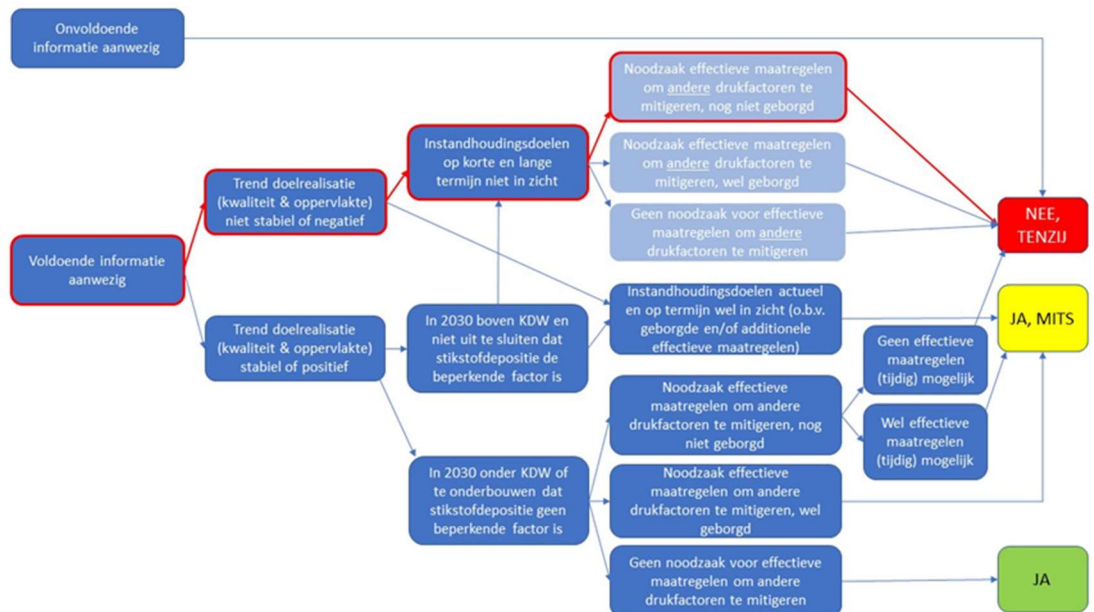 Onvoldoende
informatie aanwezig
Noodzaak effectieve maatregelen
om andere drukfactoren te
mitigeren, nog niet geborgd
Instandhoudingsdoelen
op korte en lange
termijn niet in zicht
Noodzaak effectieve maatregelen
om andere drukfactoren te
mitigeren, wel geborgd
Trend doelrealisatie
(kwaliteit & oppervlakte)
niet stabiel of negatief
Geen noodzaak voor effectieve
maatregelen om andere
drukfactoren te mitigeren
NEE,
TENZIJ
Voldoende informatie
aanwezig
Instandhoudingsdoelen actueel
en op termijn wel in zicht (o.b.v.
geborgde en/of additionele
effectieve maatregelen)
JA, MITS
Trend doelrealisatie
(kwaliteit & oppervlakte)
stabiel of positief
In 2030 boven KDW en
niet uit te sluiten dat
stikstofdepositie de
beperkende factor is
Geen effectieve
maatregelen
(tijdig) mogelijk
Noodzaak effectieve
maatregelen om andere
drukfactoren te mitigeren, nog
niet geborgd
Wel effectieve
maatregelen
(tijdig) mogelijk
In 2030 onder KDW of
te onderbouwen dat
stikstofdepositie geen
beperkende factor is
Noodzaak effectieve
maatregelen om andere
drukfactoren te mitigeren, wel
geborgd
Geen noodzaak voor effectieve
maatregelen om andere
drukfactoren te mitigeren
JA